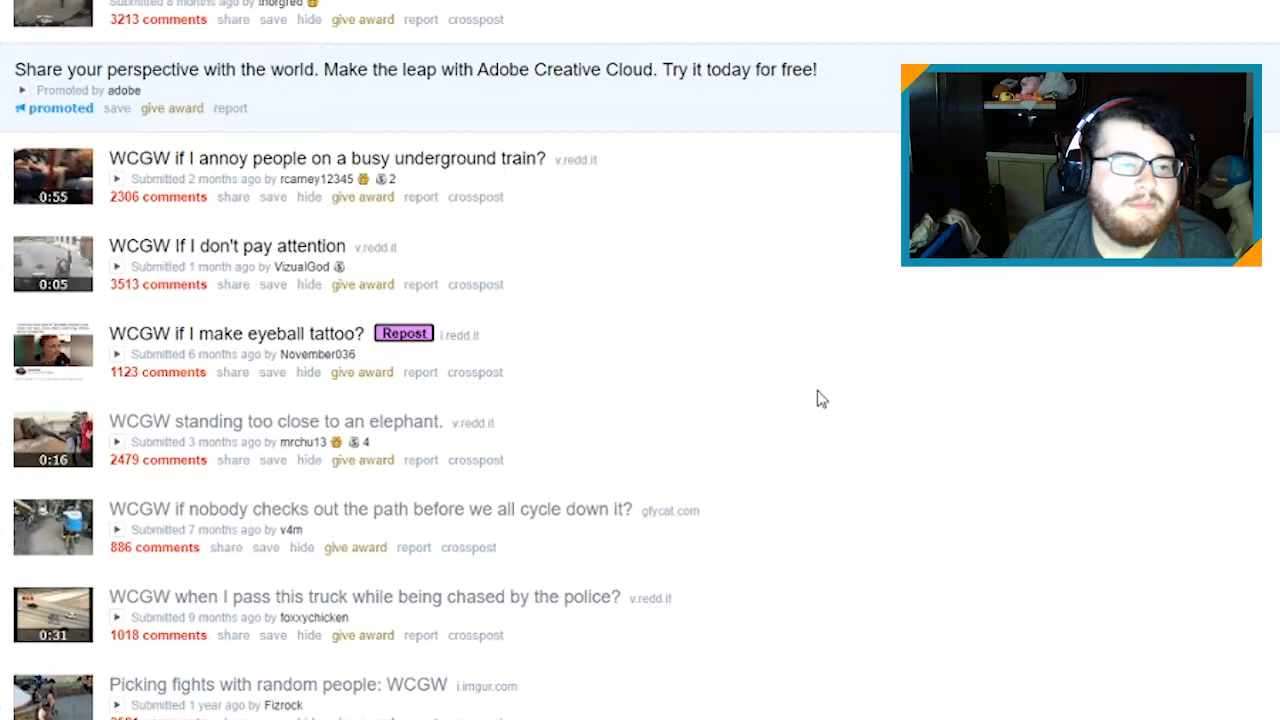 Submitted 8 months ago by thorgred
3213 comments share save hide give award report crosspost
Share your perspective with the world. Make the leap with Adobe Creative Cloud. Try it today for free!
Promoted by adobe
promoted save give award report
WCGW if I annoy people on a busy underground train? v.redd.it
Submitted 2 months ago by rcarney12345 2
0:55
2306 comments share save hide give award report crosspost
WCGW If I don't pay attention v.redd.it
Submitted 1 month ago by VizualGod
0:05
3513 comments share save hide give award report crosspost
WCGW if I make eyeball tattoo? Repost i.redd.it
Submitted 6 months ago by November036
1123 comments share save hide give award report crosspost
WCGW standing too close to an elephant. v.redd.it
Submitted 3 months ago by mrchu13 4
0:16
2479 comments share save hide give award report crosspost
WCGW if nobody checks out the path before we all cycle down it? gfycat.com
Submitted 7 months ago by v4m
886 comments share save hide give award report crosspost
WCGW when I pass this truck while being chased by the police? v.redd.it
Submitted 9 months ago by foxxychicken
0:31
1018 comments share save hide give award report crosspost
Picking fights with random people: WCGW i.imgur.com
Submitted 1 year ago by Fizrock